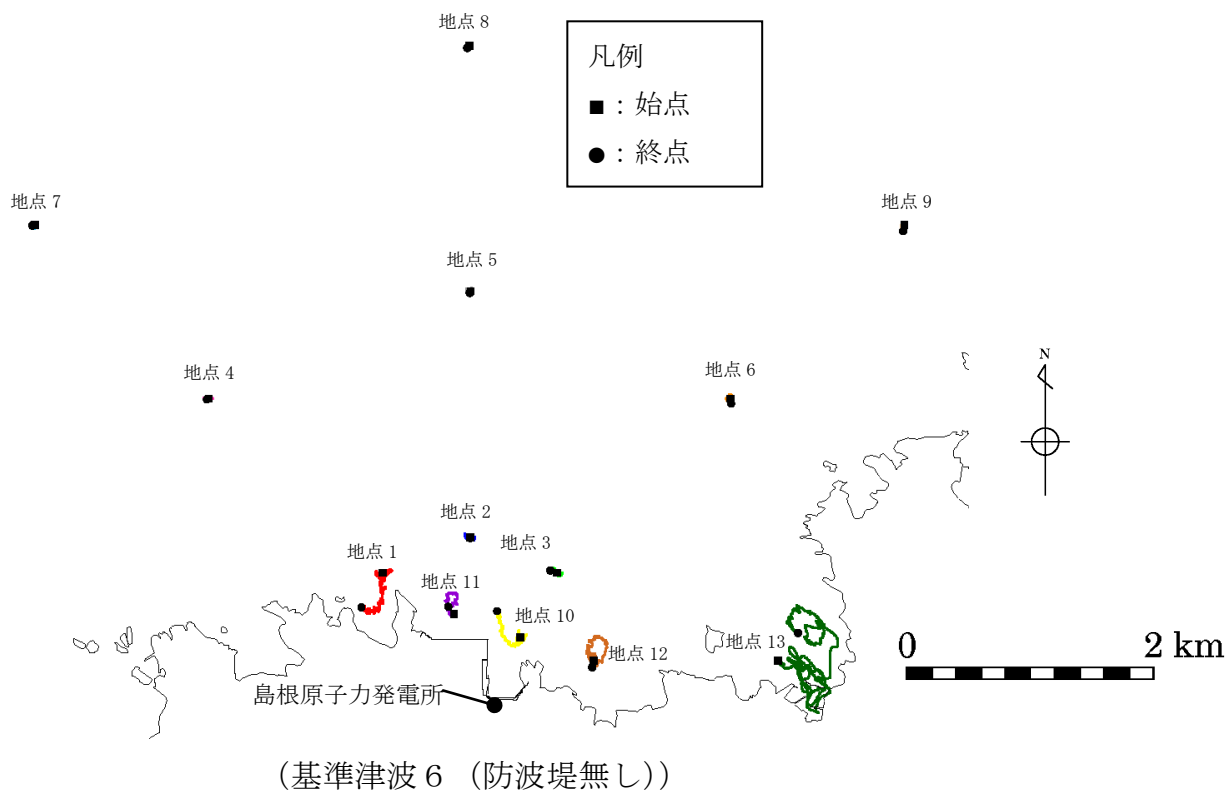 地点 8
凡例
■:始点
●:終点
地点 7
地点 9
地点 5
N
地点 4
地点 6
地点 2
地点 3
地点 1
地点 11
地点 10
地点 12
地点 13
0 2 km
島根原子力発電所
(基準津波6 (防波堤無し))